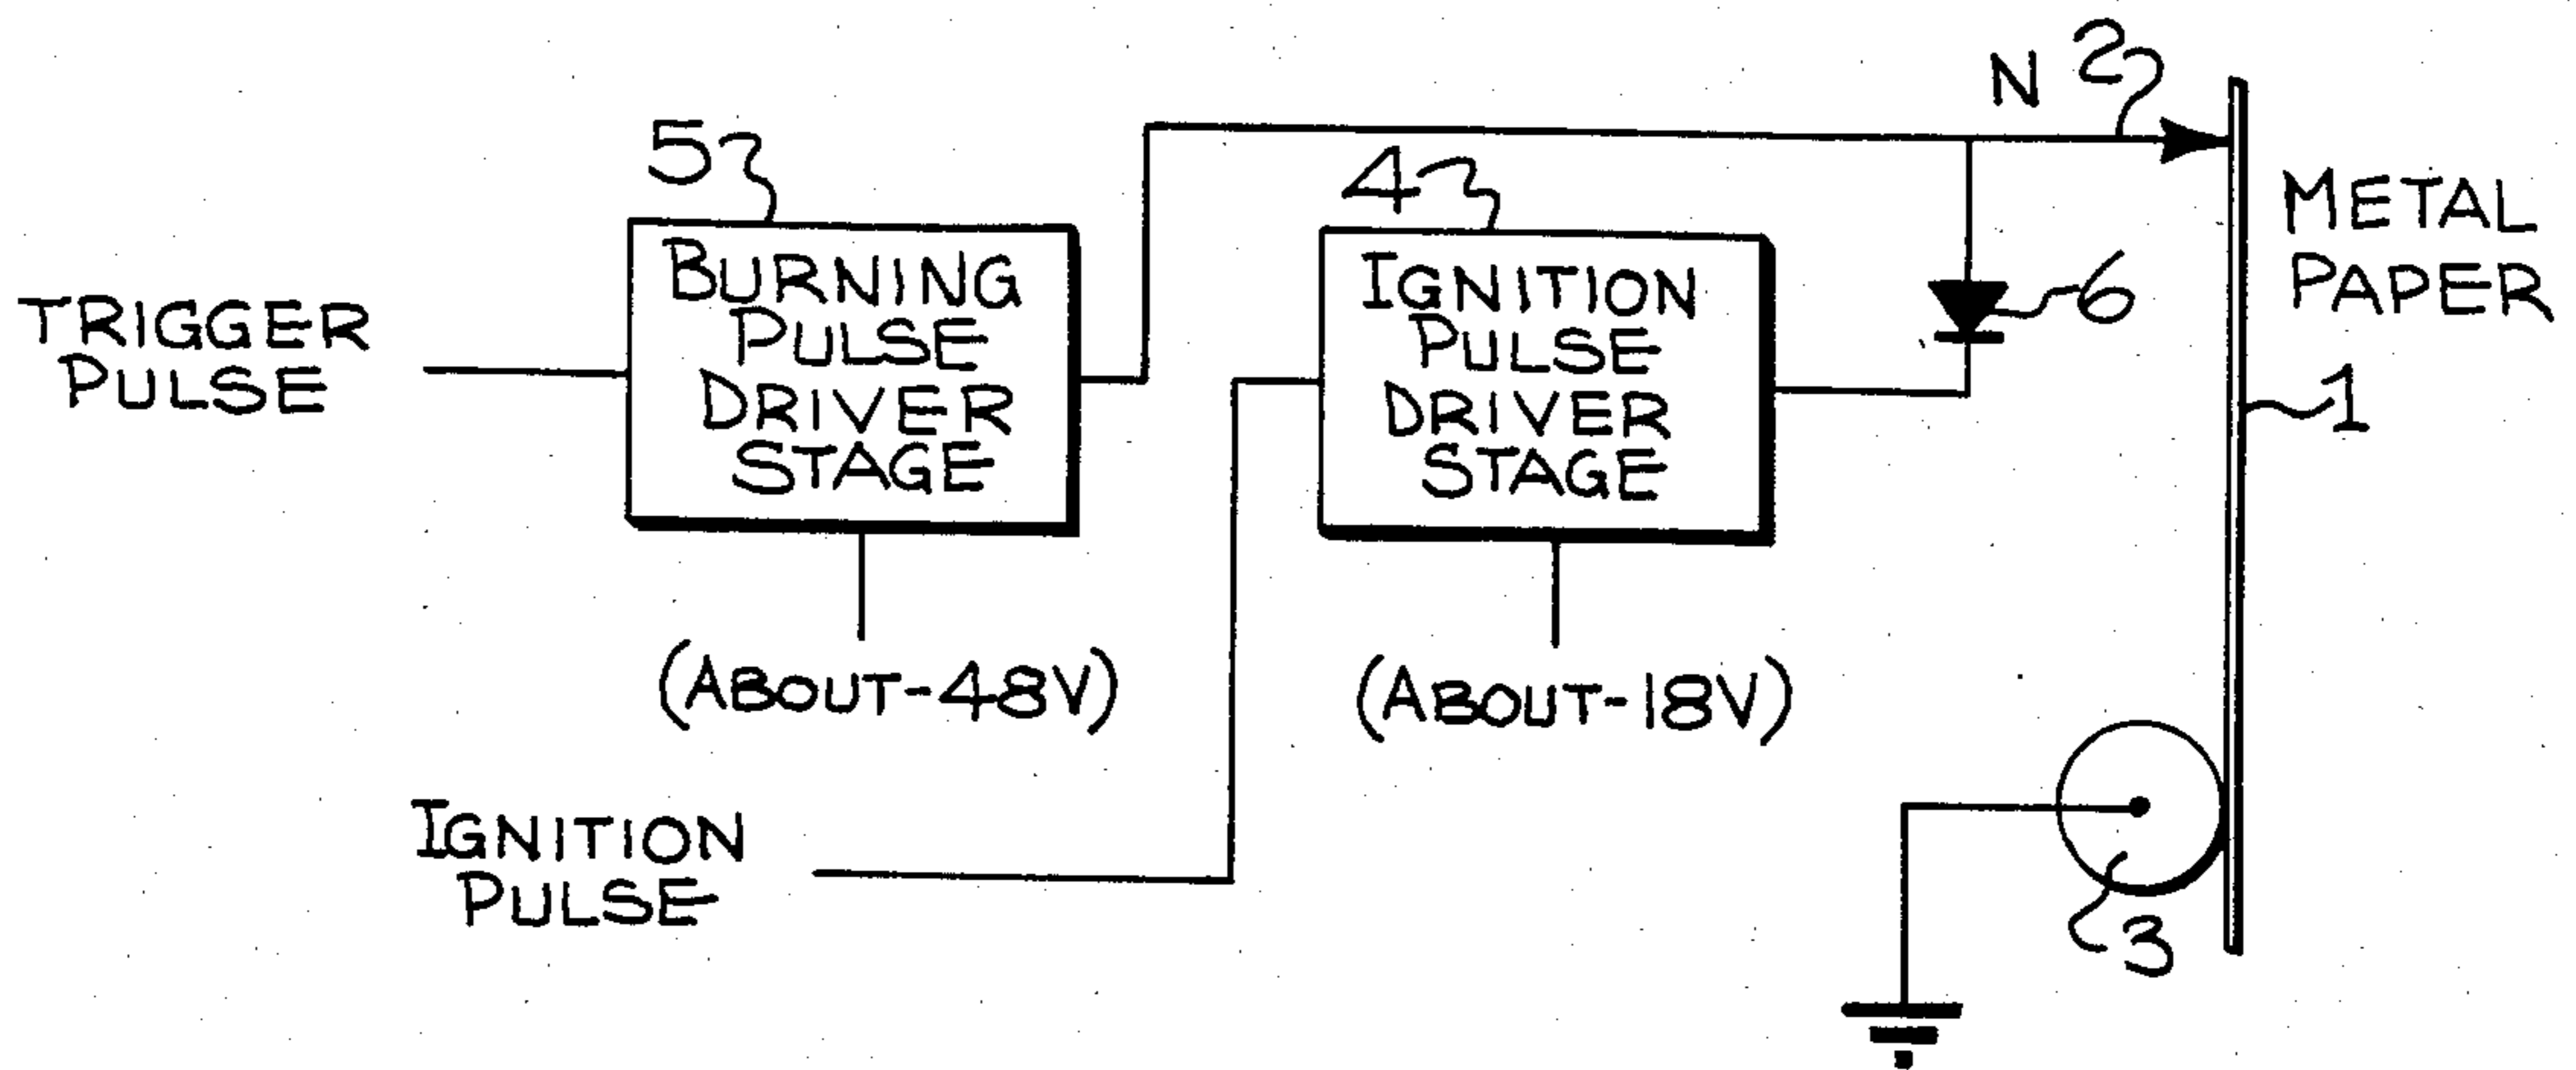 N 2
5
4
METAL
PAPER
TRIGGER
PULSE
BURNING
PULSE
DRIVER
STAGE
IGNITION
PULSE
DRIVER
STAGE
6
1
(ABOUT-48V)
(ABOUT-18V)
IGNITION
PULSE
3